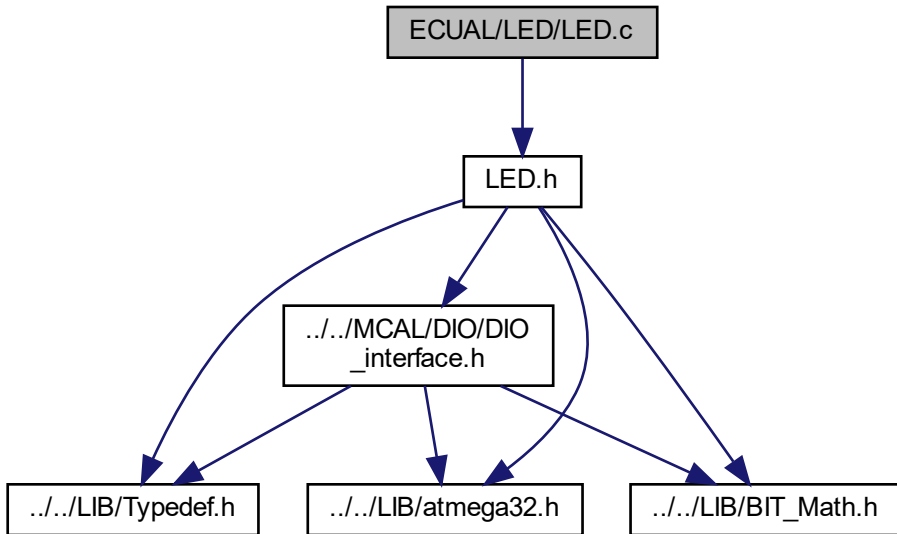 ECUAL/LED/LED.c
LED.h
../../MCAL/DIO/DIO
_interface.h
../../LIB/Typedef.h
../../LIB/atmega32.h
../../LIB/BIT_Math.h